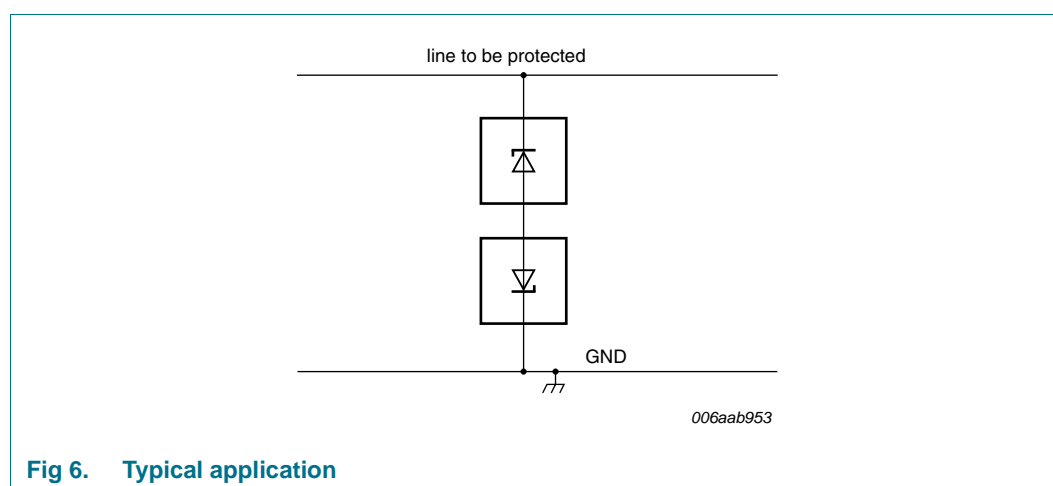 line to be protected
GND
006aab953
Fig 6. Typical application